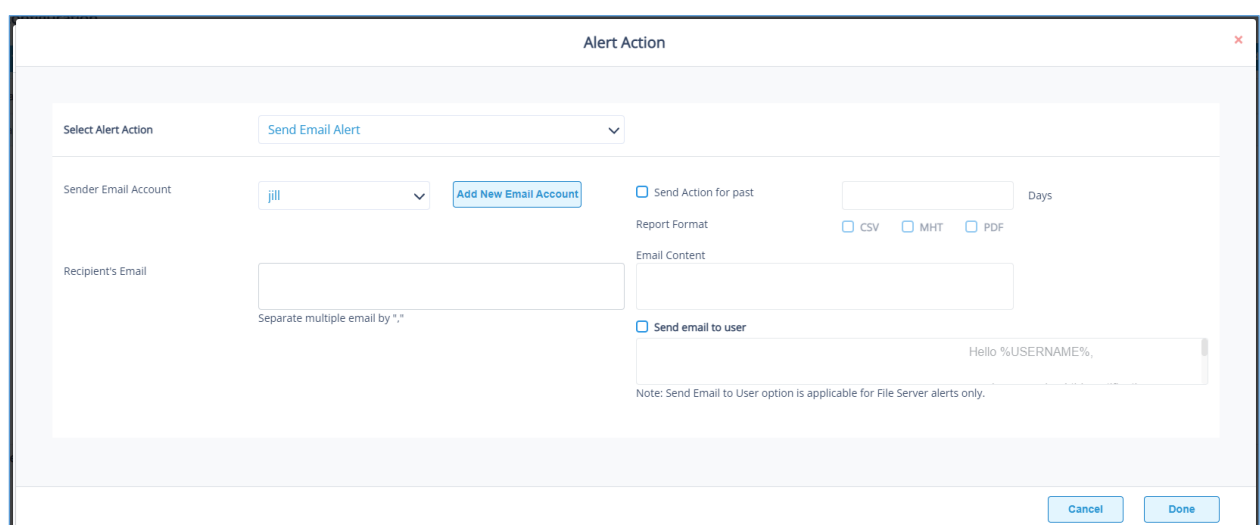 Alert Action
×
Select Alert Action
Send Email Alert
Sender Email Account
jill
Add New Email Account
Send Action for past
Days
Report Format
CSV
MHT
PDF
Email Content
Recipient's Email
Separate multiple email by ","
Send email to user
Hello %USERNAME%,
Note: Send Email to User option is applicable for File Server alerts only.
Cancel
Done